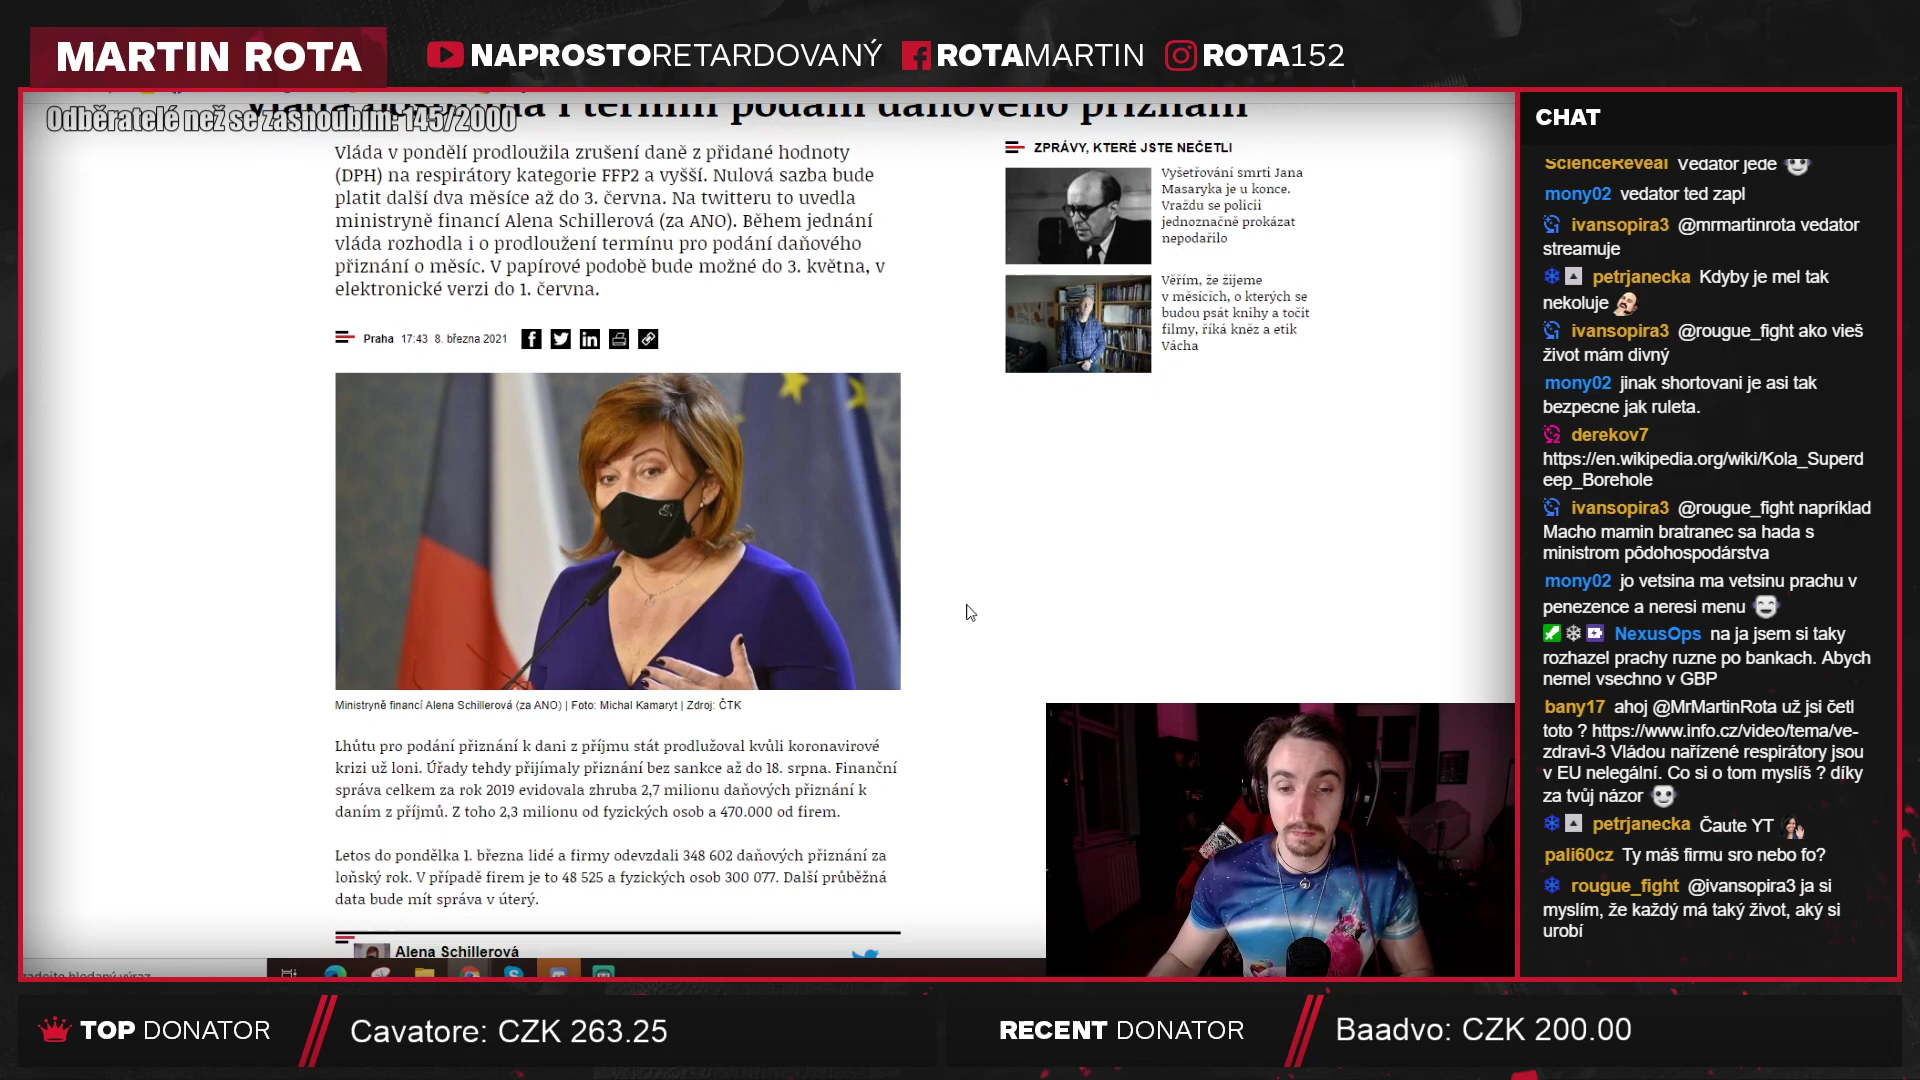 MARTIN ROTA
NAPROSTORETARDOVANÝ
ROTAMARTIN
ROTA152
Vláda posunula i termín podání daňového přiznání
Odběratelé než se zasnoubím: 145/2000
Vláda v pondělí prodloužila zrušení daně z přidané hodnoty
(DPH) na respirátory kategorie FFP2 a vyšší. Nulová sazba bude
platit další dva měsíce až do 3. června. Na twitteru to uvedla
ministryně financí Alena Schillerová (za ANO). Během jednání
vláda rozhodla i o prodloužení termínu pro podání daňového
přiznání o měsíc. V papírové podobě bude možné do 3. května, v
elektronické verzi do 1. června.
Praha 17:43 8. března 2021
Ministryně financí Alena Schillerová (za ANO) | Foto: Michal Kamaryt | Zdroj: ČTK
Lhůtu pro podání přiznání k dani z příjmu stát prodlužoval kvůli koronavirové
krizi už loni. Úřady tehdy přijímaly přiznání bez sankce až do 18. srpna. Finanční
správa celkem za rok 2019 evidovala zhruba 2,7 milionu daňových přiznání k
daním z příjmů. Z toho 2,3 milionu od fyzických osob a 470.000 od firem.
Letos do pondělka 1. března lidé a firmy odevzdali 348 602 daňových přiznání za
loňský rok. V případě firem je to 48 525 a fyzických osob 300 077. Další průběžná
data bude mít správa v úterý.
Alena Schillerová
zadejte hledaný výraz
ZPRÁVY, KTERÉ JSTE NEČETLI
Vyšetřování smrti Jana
Masaryka je u konce.
Vraždu se policii
jednoznačně prokázat
nepodařilo
Věřím, že žijeme
v měsících, o kterých se
budou psát knihy a točit
filmy, říká kněz a etik
Vácha
CHAT
ScienceReveal Vedator jede
mony02 vedator ted zapl
ivansopira3 @mrmartinrota vedator
streamuje
petrjanecka Kdyby je mel tak
nekoluje
ivansopira3 @rougue_fight ako vieš
život mám divný
mony02 jinak shortovani je asi tak
bezpecne jak ruleta.
derekov7
https://en.wikipedia.org/wiki/Kola_Superd
eep_Borehole
ivansopira3 @rougue_fight napríklad
Macho mamin bratranec sa hada s
ministrom pôdohospodárstva
mony02 jo vetsina ma vetsinu prachu v
penezence a neresi menu
NexusOps na ja jsem si taky
rozhazel prachy ruzne po bankach. Abych
nemel vsechno v GBP
bany17 ahoj @MrMartinRota už jsi četl
toto ? https://www.info.cz/video/tema/ve-
zdravi-3 Vládou nařízené respirátory jsou
v EU nelegální. Co si o tom myslíš ? díky
za tvůj názor
petrjanecka Čaute YT
pali60cz Ty máš firmu sro nebo fo?
rougue_fight @ivansopira3 ja si
myslím, že každý má taký život, aký si
urobí
TOP DONATOR
Cavatore: CZK 263.25
RECENT DONATOR
Baadvo: CZK 200.00